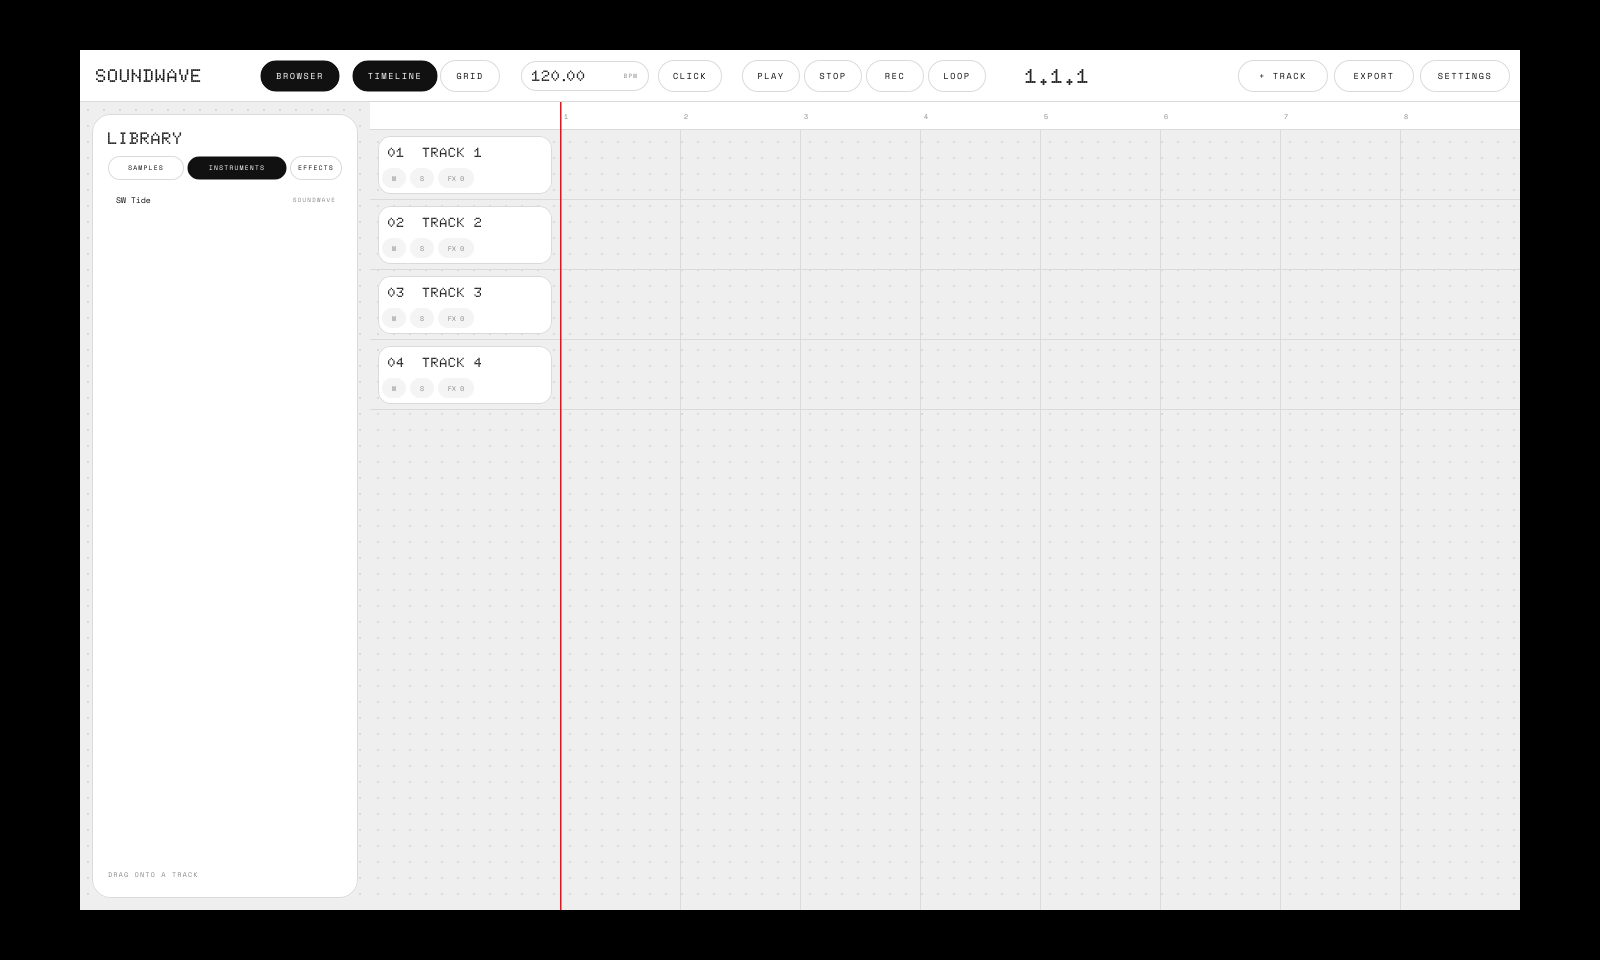 SOUNDWAVE BROWSER TIMELINE GRID 120.00 BPM CLICK PLAY STOP REC LOOP 1.1.1 + TRACK EXPORT SETTINGS
1 2 3 4 5 6 7 8
LIBRARY
SAMPLES INSTRUMENTS EFFECTS
SW Tide SOUNDWAVE
DRAG ONTO A TRACK
01 TRACK 1
M S FX 0
02 TRACK 2
M S FX 0
03 TRACK 3
M S FX 0
04 TRACK 4
M S FX 0